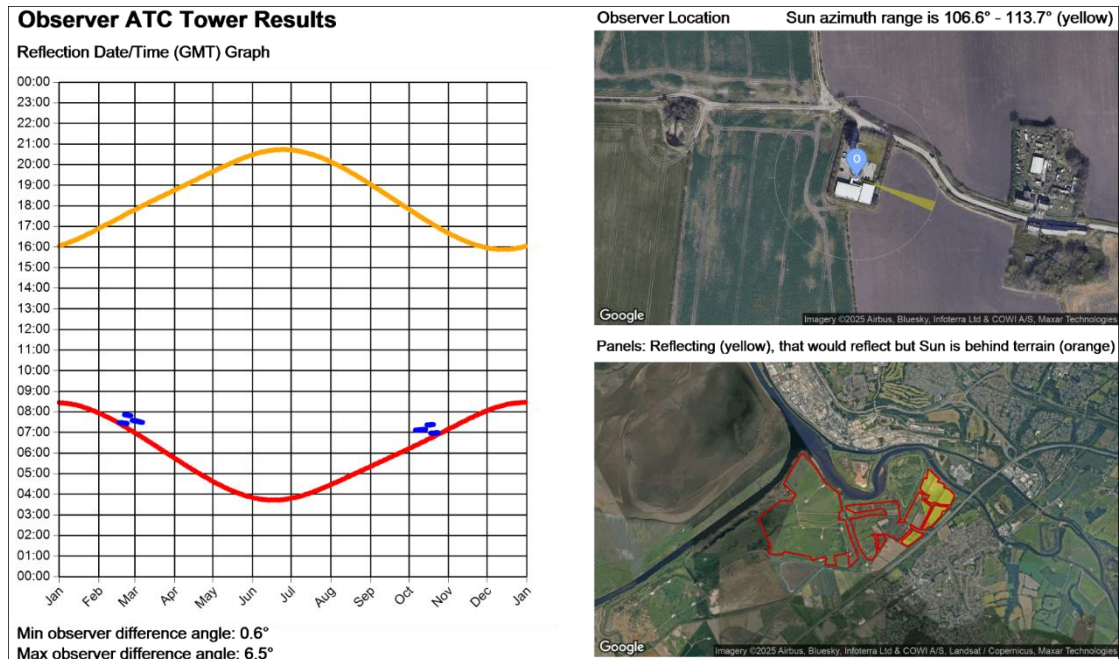 Observer ATC Tower Results
Reflection Date/Time (GMT) Graph
00:00
23:00
22:00
21:00
20:00
19:00
18:00
17:00
16:00
15:00
14:00
13:00
12:00
11:00
10:00
09:00
08:00
07:00
06:00
05:00
04:00
03:00
02:00
01:00
00:00
Jan Feb Mar Apr May Jun Jul Aug Sep Oct Nov Dec Jan
Min observer difference angle: 0.6°
Max observer difference angle: 6.5°
Observer Location Sun azimuth range is 106.6° - 113.7° (yellow)
O
Google Imagery ©2025 Airbus, Bluesky, Infoterra Ltd & COWI A/S, Maxar Technologies
Panels: Reflecting (yellow), that would reflect but Sun is behind terrain (orange)
Google Imagery ©2025 Airbus, Bluesky, Infoterra Ltd & COWI A/S, Landsat / Copernicus, Maxar Technologies